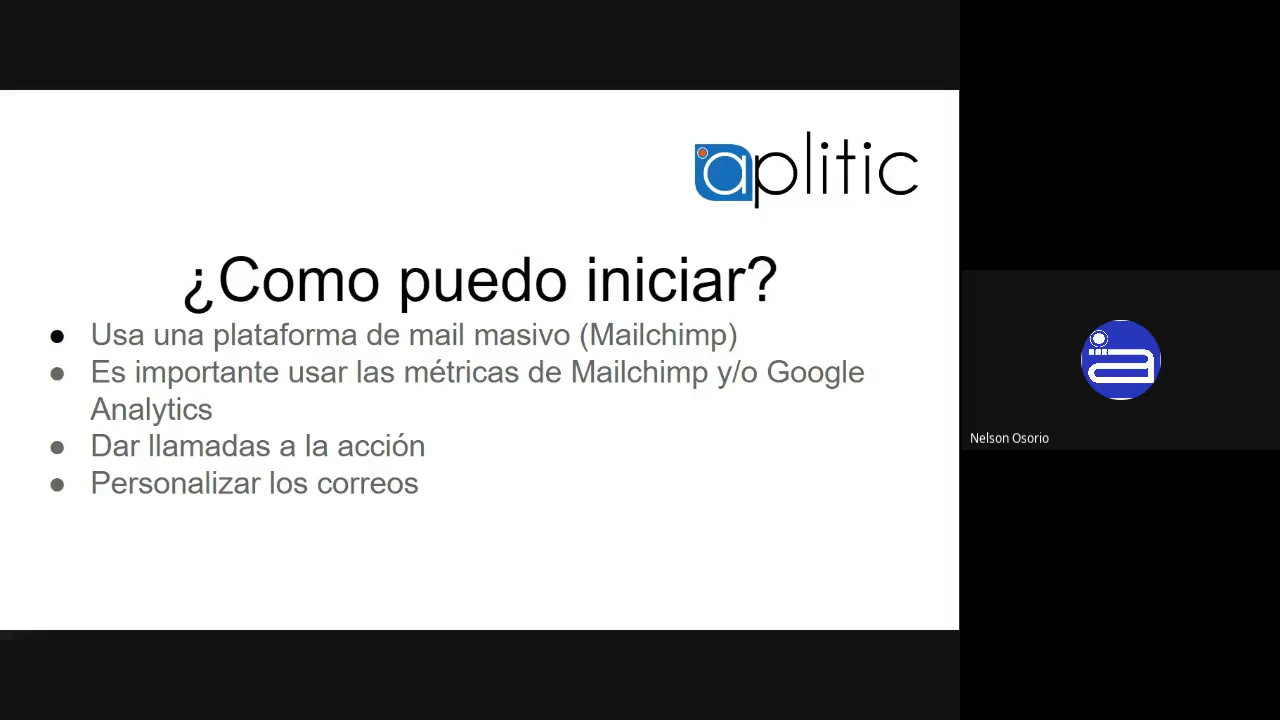 aplitic
¿Como puedo iniciar?
● Usa una plataforma de mail masivo (Mailchimp)
● Es importante usar las métricas de Mailchimp y/o Google
Analytics
● Dar llamadas a la acción
● Personalizar los correos
Nelson Osorio